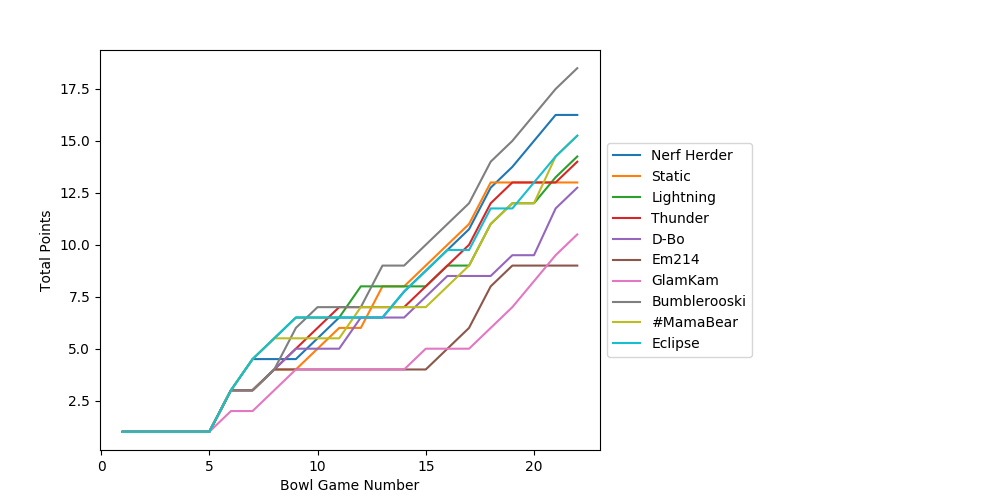 17.5
15.0
12.5
10.0
7.5
5.0
2.5
Total Points
0 5 10 15 20
Bowl Game Number
Nerf Herder
Static
Lightning
Thunder
D-Bo
Em214
GlamKam
Bumblerooski
#MamaBear
Eclipse